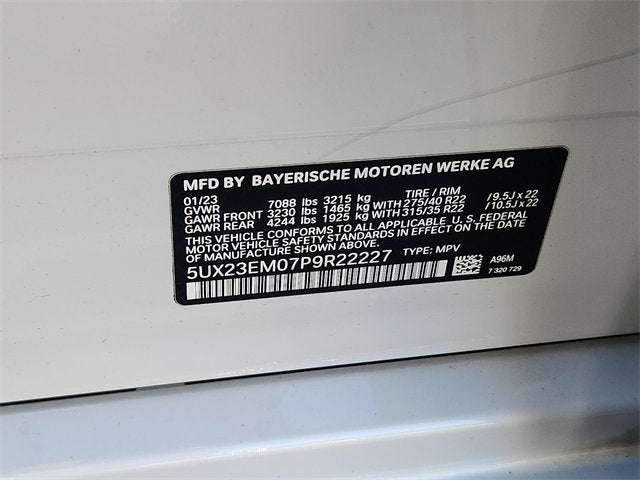 MFD BY BAYERISCHE MOTOREN WERKE AG
01/23 TIRE / RIM
GVWR 7088 lbs 3215 kg
GAWR FRONT 3230 lbs 1465 kg WITH 275/40 R22 / 9.5J x 22
GAWR REAR 4244 lbs 1925 kg WITH 315/35 R22 / 10.5J x 22
THIS VEHICLE CONFORMS TO ALL APPLICABLE U.S. FEDERAL
MOTOR VEHICLE SAFETY STANDARDS IN EFFECT ON THE DATE
OF MANUFACTURE SHOWN ABOVE.
5UX23EM07P9R22227 TYPE: MPV
A96M
7 320 729